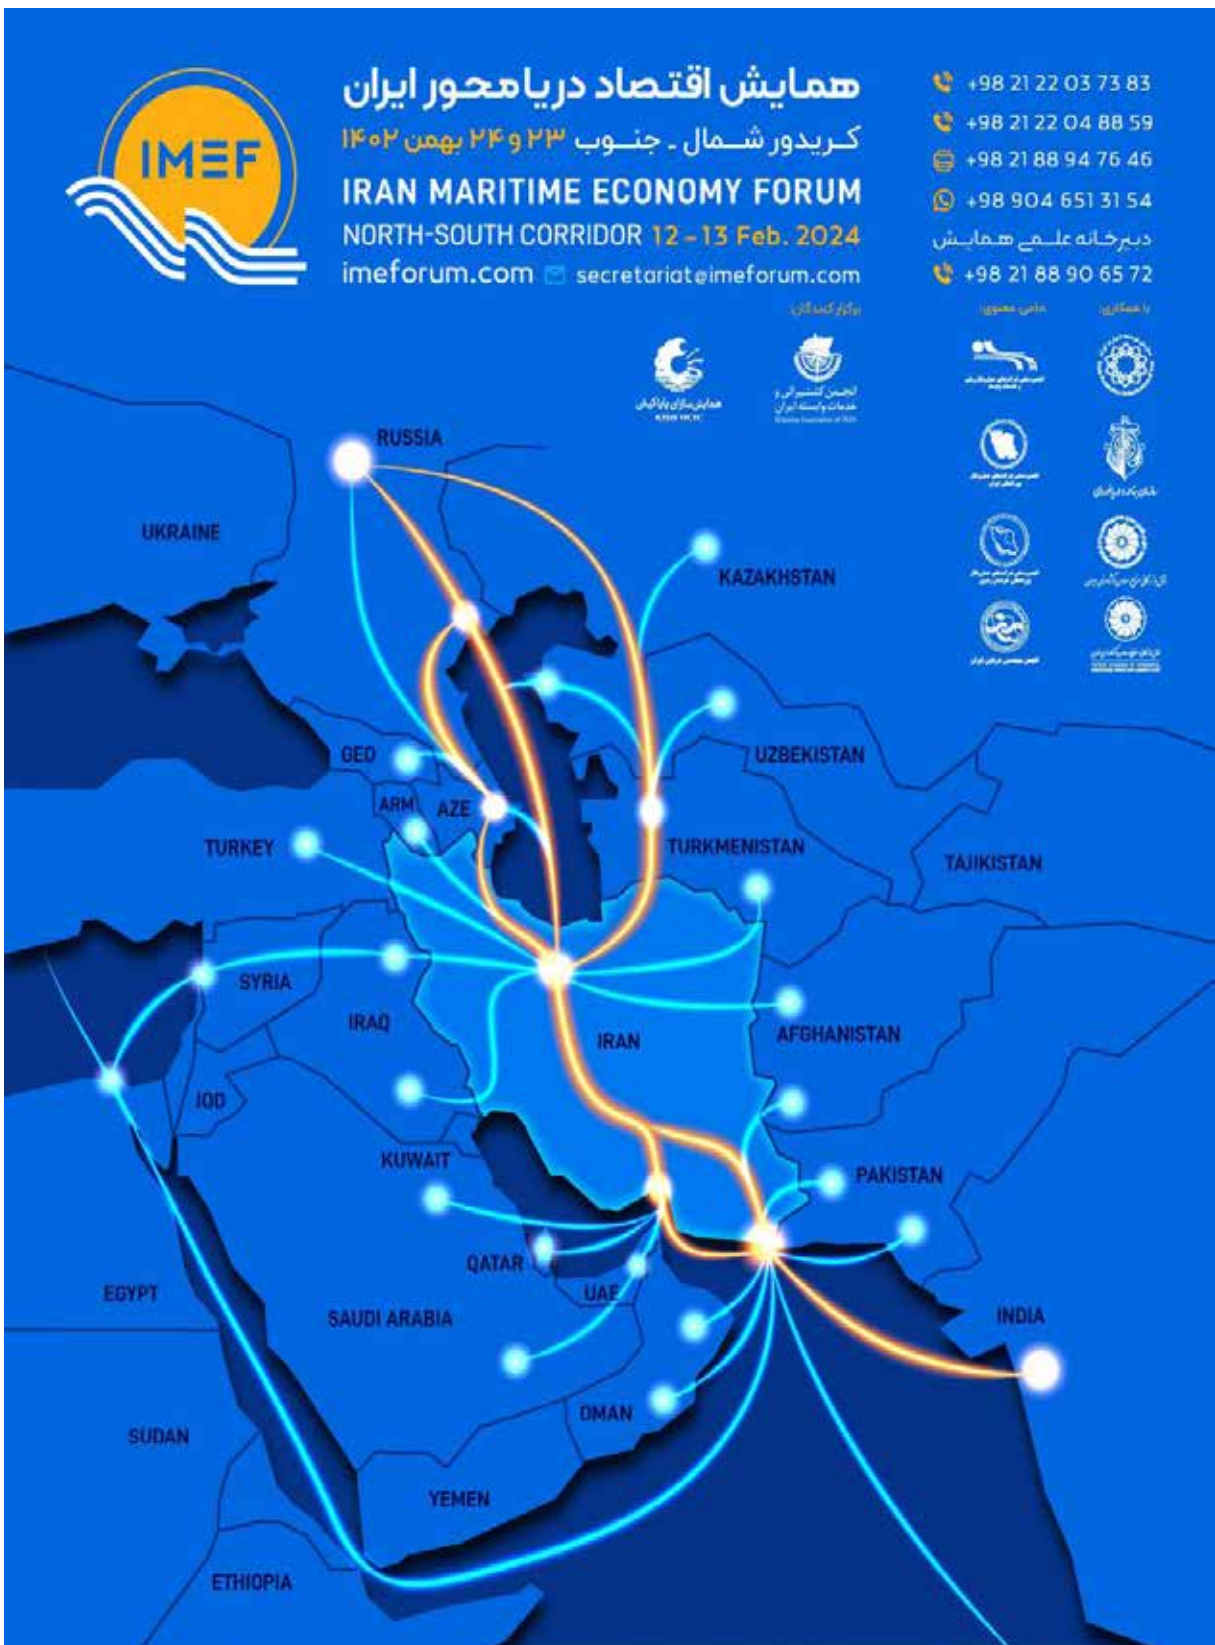 IMEF
همایش اقتصاد دریا محور ایران
کریدور شمال - جنوب ۲۳ و ۲۴ بهمن ۱۴۰۲
IRAN MARITIME ECONOMY FORUM
NORTH-SOUTH CORRIDOR 12-13 Feb. 2024
imeforum.com secretariat@imeforum.com
+98 21 22 03 73 83
+98 21 22 04 88 59
+98 21 88 94 76 46
+98 904 651 31 54
دبیرخانه علمی همایش
+98 21 88 90 65 72
برگزار کنندگان:
حامی معنوی:
با همکاری:
همایش‌سازان پایا کیش
انجمن کشتیرانی و
خدمات وابسته ایران
RUSSIA
UKRAINE
KAZAKHSTAN
GEO
UZBEKISTAN
ARM
AZE
TURKEY
TURKMENISTAN
TAJIKISTAN
SYRIA
IRAQ
IRAN
AFGHANISTAN
JOD
KUWAIT
PAKISTAN
QATAR
EGYPT
UAE
SAUDI ARABIA
INDIA
OMAN
SUDAN
YEMEN
ETHIOPIA